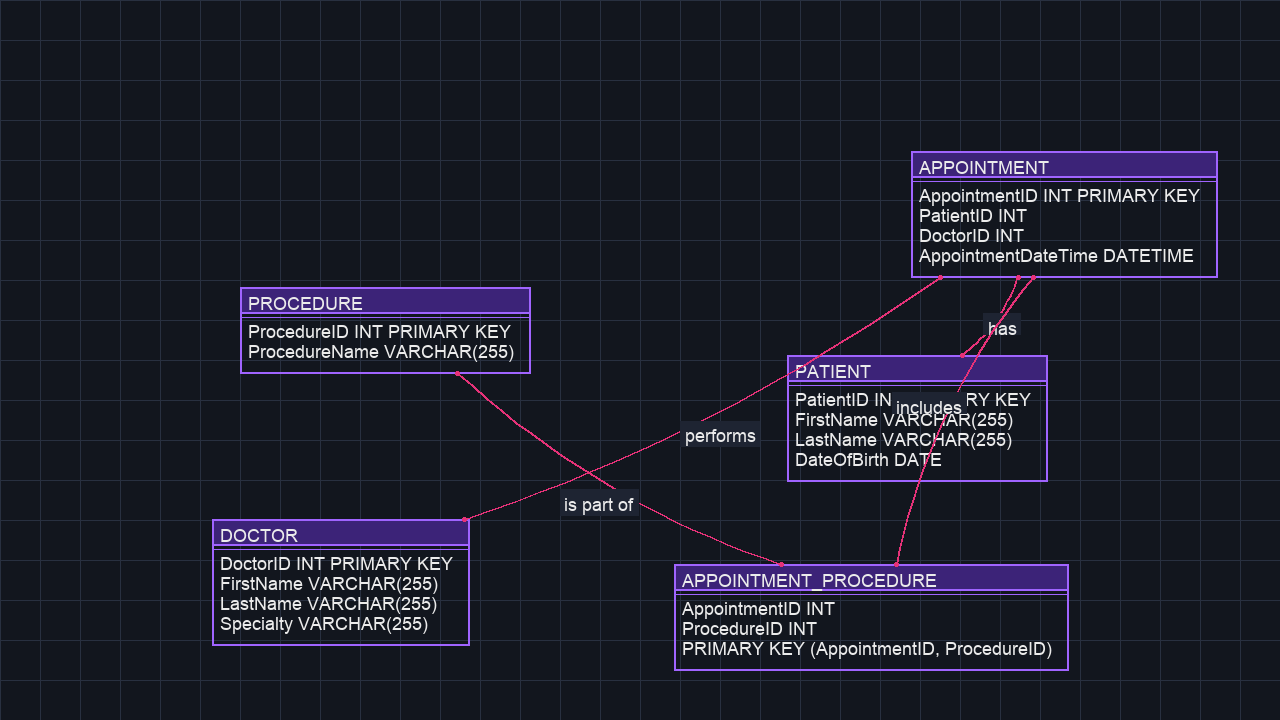 APPOINTMENT
AppointmentID INT PRIMARY KEY
PatientID INT
DoctorID INT
AppointmentDateTime DATETIME
PROCEDURE
ProcedureID INT PRIMARY KEY
ProcedureName VARCHAR(255)
has
PATIENT
PatientID IN RY KEY
includes
FirstName VARCHAR(255)
LastName VARCHAR(255)
DateOfBirth DATE
performs
is part of
DOCTOR
DoctorID INT PRIMARY KEY
FirstName VARCHAR(255)
LastName VARCHAR(255)
Specialty VARCHAR(255)
APPOINTMENT_PROCEDURE
AppointmentID INT
ProcedureID INT
PRIMARY KEY (AppointmentID, ProcedureID)